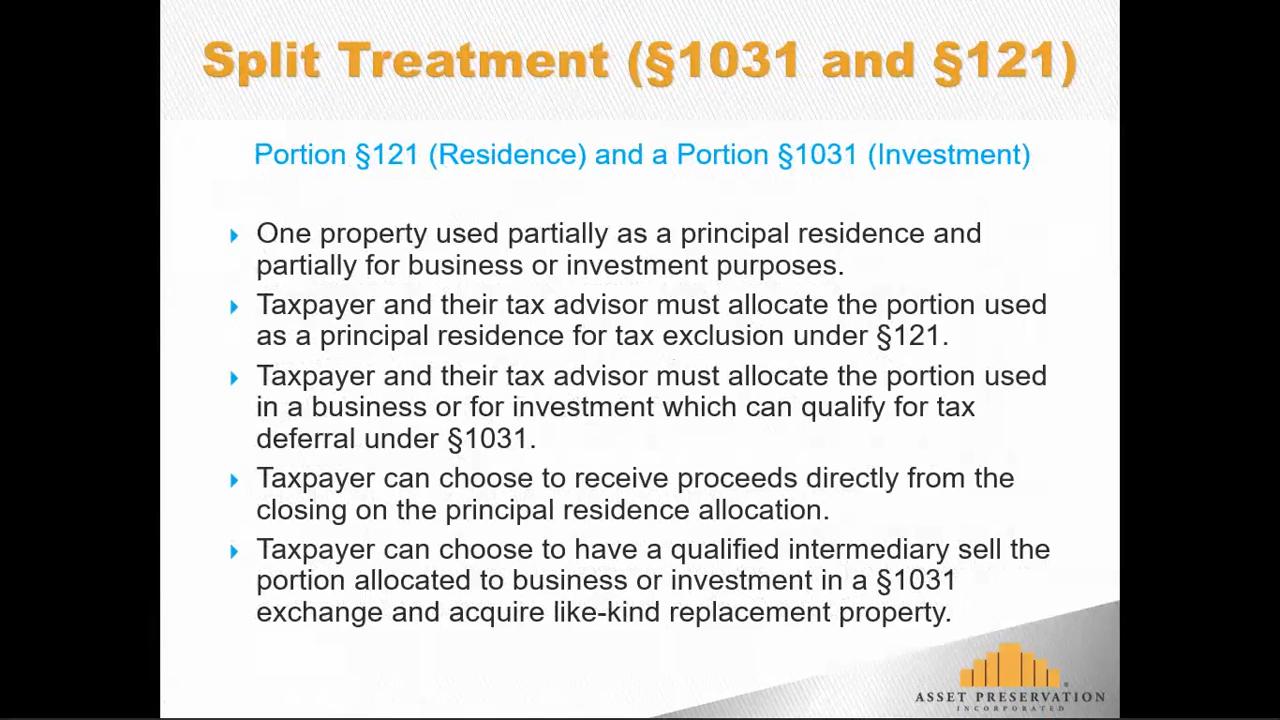 Split Treatment (§1031 and §121)
Portion §121 (Residence) and a Portion §1031 (Investment)
One property used partially as a principal residence and
partially for business or investment purposes.
Taxpayer and their tax advisor must allocate the portion used
as a principal residence for tax exclusion under §121.
Taxpayer and their tax advisor must allocate the portion used
in a business or for investment which can qualify for tax
deferral under §1031.
Taxpayer can choose to receive proceeds directly from the
closing on the principal residence allocation.
Taxpayer can choose to have a qualified intermediary sell the
portion allocated to business or investment in a §1031
exchange and acquire like-kind replacement property.
ASSET PRESERVATION
INCORPORATED